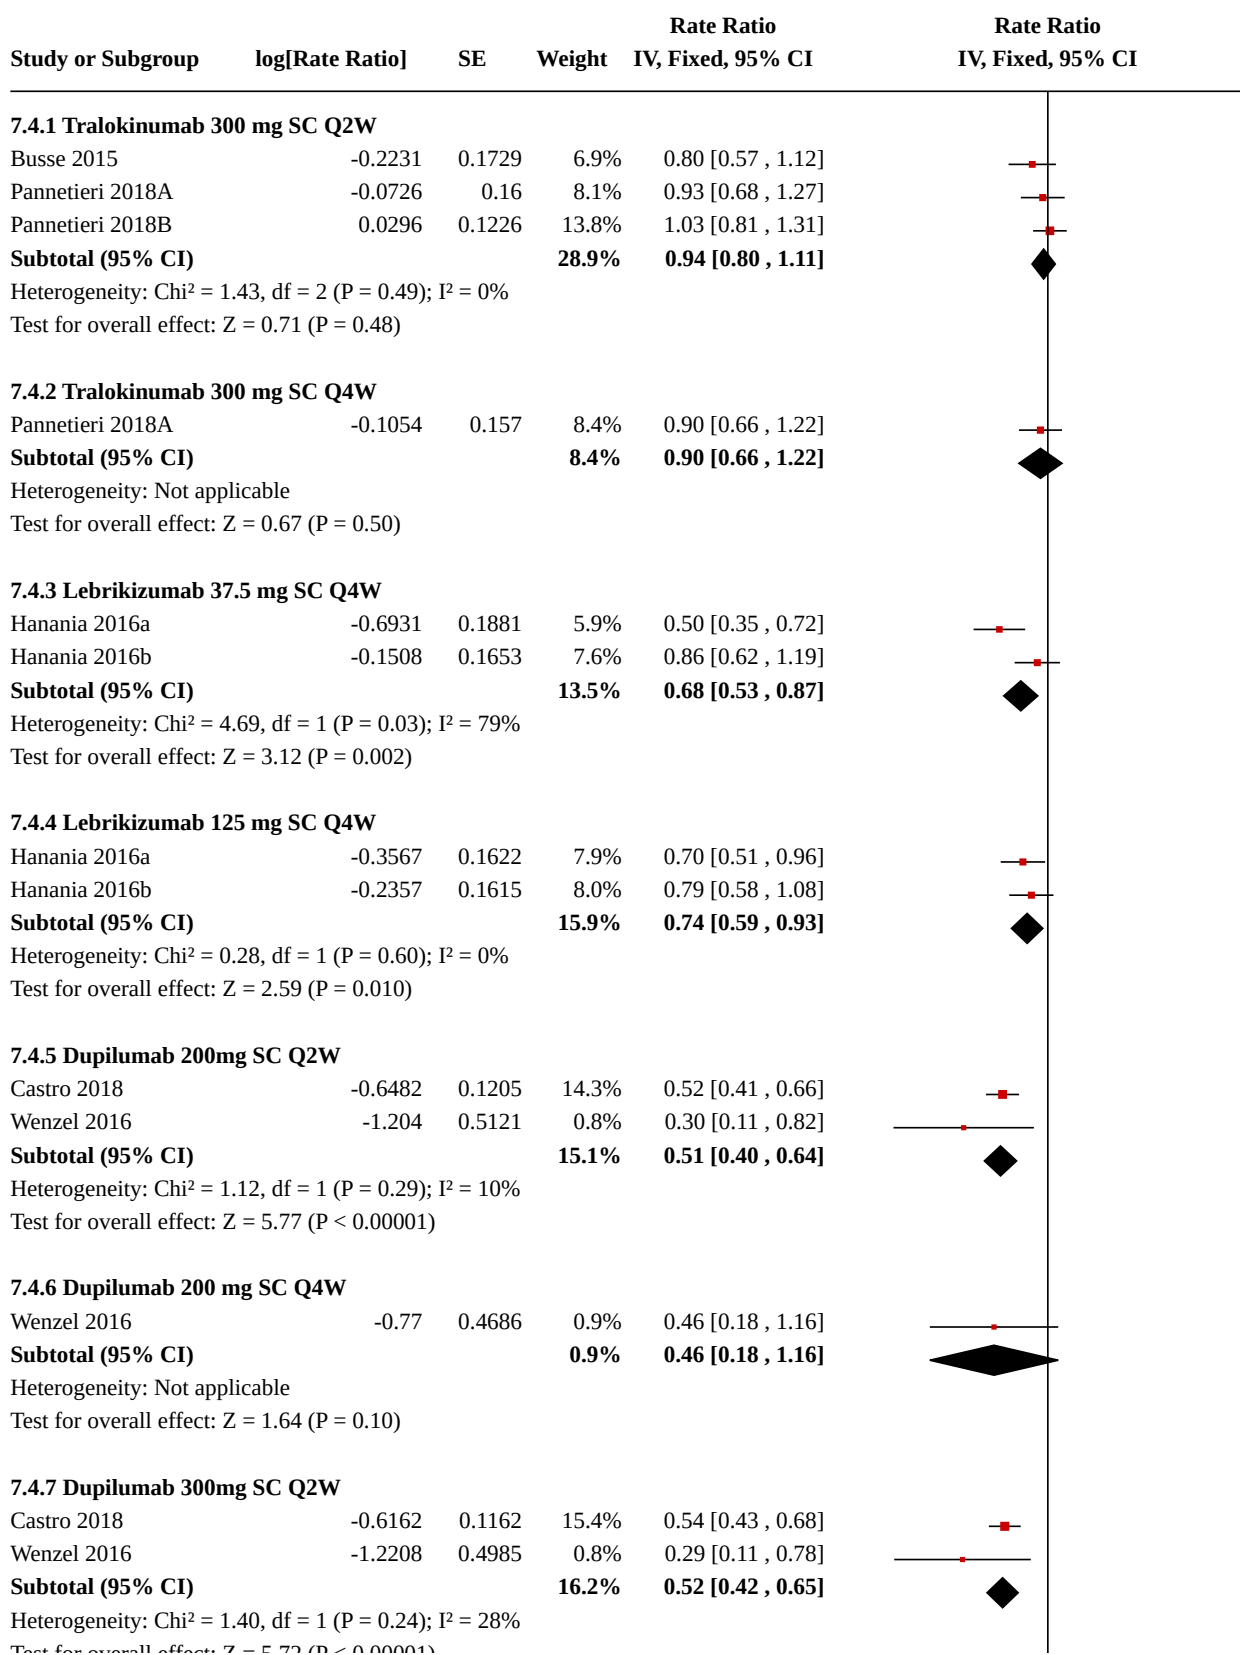 Rate Ratio Rate Ratio
Study or Subgroup log[Rate Ratio] SE Weight IV, Fixed, 95% CI IV, Fixed, 95% CI
7.4.1 Tralokinumab 300 mg SC Q2W
Busse 2015 -0.2231 0.1729 6.9% 0.80 [0.57 , 1.12]
Pannetieri 2018A -0.0726 0.16 8.1% 0.93 [0.68 , 1.27]
Pannetieri 2018B 0.0296 0.1226 13.8% 1.03 [0.81 , 1.31]
Subtotal (95% CI) 28.9% 0.94 [0.80 , 1.11]
Heterogeneity: Chi² = 1.43, df = 2 (P = 0.49); I² = 0%
Test for overall effect: Z = 0.71 (P = 0.48)
7.4.2 Tralokinumab 300 mg SC Q4W
Pannetieri 2018A -0.1054 0.157 8.4% 0.90 [0.66 , 1.22]
Subtotal (95% CI) 8.4% 0.90 [0.66 , 1.22]
Heterogeneity: Not applicable
Test for overall effect: Z = 0.67 (P = 0.50)
7.4.3 Lebrikizumab 37.5 mg SC Q4W
Hanania 2016a -0.6931 0.1881 5.9% 0.50 [0.35 , 0.72]
Hanania 2016b -0.1508 0.1653 7.6% 0.86 [0.62 , 1.19]
Subtotal (95% CI) 13.5% 0.68 [0.53 , 0.87]
Heterogeneity: Chi² = 4.69, df = 1 (P = 0.03); I² = 79%
Test for overall effect: Z = 3.12 (P = 0.002)
7.4.4 Lebrikizumab 125 mg SC Q4W
Hanania 2016a -0.3567 0.1622 7.9% 0.70 [0.51 , 0.96]
Hanania 2016b -0.2357 0.1615 8.0% 0.79 [0.58 , 1.08]
Subtotal (95% CI) 15.9% 0.74 [0.59 , 0.93]
Heterogeneity: Chi² = 0.28, df = 1 (P = 0.60); I² = 0%
Test for overall effect: Z = 2.59 (P = 0.010)
7.4.5 Dupilumab 200mg SC Q2W
Castro 2018 -0.6482 0.1205 14.3% 0.52 [0.41 , 0.66]
Wenzel 2016 -1.204 0.5121 0.8% 0.30 [0.11 , 0.82]
Subtotal (95% CI) 15.1% 0.51 [0.40 , 0.64]
Heterogeneity: Chi² = 1.12, df = 1 (P = 0.29); I² = 10%
Test for overall effect: Z = 5.77 (P < 0.00001)
7.4.6 Dupilumab 200 mg SC Q4W
Wenzel 2016 -0.77 0.4686 0.9% 0.46 [0.18 , 1.16]
Subtotal (95% CI) 0.9% 0.46 [0.18 , 1.16]
Heterogeneity: Not applicable
Test for overall effect: Z = 1.64 (P = 0.10)
7.4.7 Dupilumab 300mg SC Q2W
Castro 2018 -0.6162 0.1162 15.4% 0.54 [0.43 , 0.68]
Wenzel 2016 -1.2208 0.4985 0.8% 0.29 [0.11 , 0.78]
Subtotal (95% CI) 16.2% 0.52 [0.42 , 0.65]
Heterogeneity: Chi² = 1.40, df = 1 (P = 0.24); I² = 28%
Test for overall effect: Z = 5.72 (P < 0.00001)